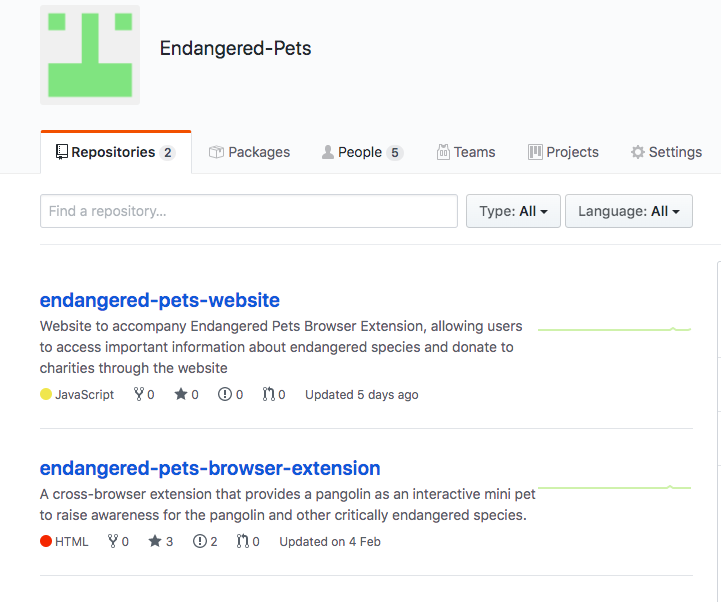 Endangered-Pets
Repositories 2 Packages People 5 Teams Projects Settings
Find a repository... Type: All Language: All
endangered-pets-website
Website to accompany Endangered Pets Browser Extension, allowing users
to access important information about endangered species and donate to
charities through the website
JavaScript 0 0 0 0 Updated 5 days ago
endangered-pets-browser-extension
A cross-browser extension that provides a pangolin as an interactive mini pet
to raise awareness for the pangolin and other critically endangered species.
HTML 0 3 2 0 Updated on 4 Feb